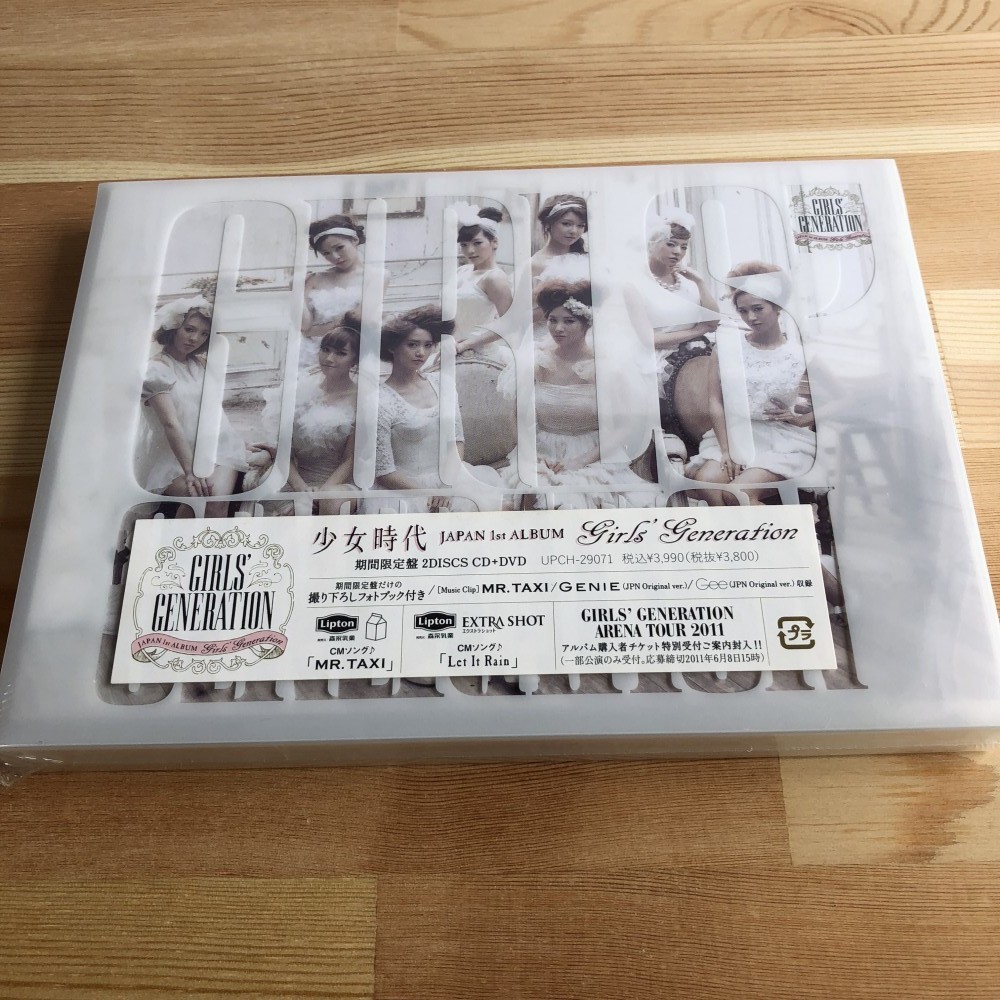 GIRLS'
GENERATION
GIRLS'
GENERATION
GIRLS'
GENERATION
JAPAN 1st ALBUM Girls' Generation
少女時代 JAPAN 1st ALBUM Girls' Generation
期間限定盤 2DISCS CD+DVD UPCH-29071 税込¥3,990(税抜¥3,800)
期間限定盤だけの
撮り下ろしフォトブック付き / [Music Clip] MR. TAXI / GENIE (JPN Original ver.) / Gee (JPN Original ver.) 収録
Lipton
森永乳業
CMソング♪
「MR. TAXI」
Lipton EXTRA SHOT
エクストラショット
森永乳業
CMソング♪
「Let It Rain」
GIRLS' GENERATION
ARENA TOUR 2011
アルバム購入者チケット特別受付ご案内封入!!
(一部公演のみ受付。応募締切2011年6月8日15時)
プラ